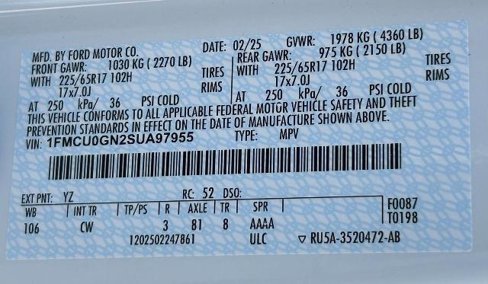 MFD. BY FORD MOTOR CO. DATE: 02/25 GVWR: 1978 KG (4360 LB)
FRONT GAWR: 1030 KG (2270 LB) REAR GAWR: 975 KG (2150 LB)
WITH 225/65R17 102H TIRES WITH 225/65R17 102H TIRES
17x7.0J RIMS 17x7.0J RIMS
AT 250 kPa/ 36 PSI COLD AT 250 kPa/ 36 PSI COLD
THIS VEHICLE CONFORMS TO ALL APPLICABLE FEDERAL MOTOR VEHICLE SAFETY AND THEFT
PREVENTION STANDARDS IN EFFECT ON THE DATE OF MANUFACTURE SHOWN ABOVE.
VIN: 1FMCU0GN2SUA97955 TYPE: MPV
EXT PNT: YZ RC: 52 DSO:
WB INT TR TP/PS R AXLE TR SPR F0087
106 CW 3 81 8 AAAA T0198
1202502247861 ULC ▽ RU5A-3520472-AB